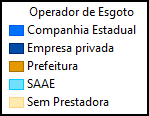 Operador de Esgoto
Companhia Estadual
Empresa privada
Prefeitura
SAAE
Sem Prestadora